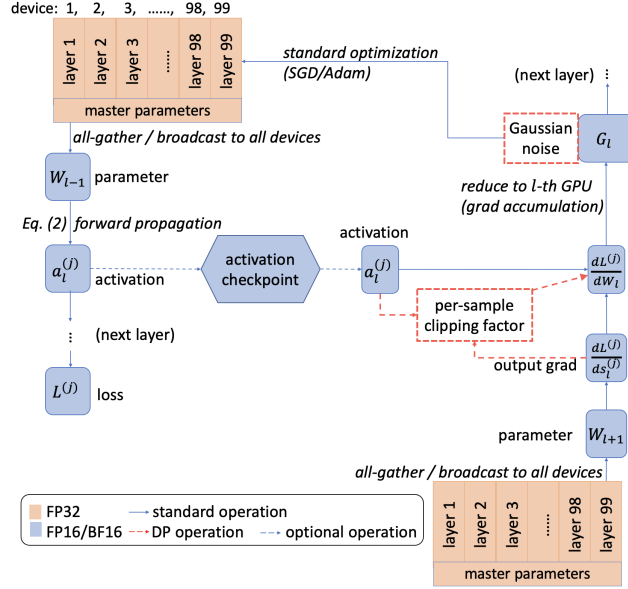 device: 1, 2, 3, ……, 98, 99
layer 1
layer 2
layer 3
……
layer 98
layer 99
master parameters
all-gather / broadcast to all devices
W_{l-1} parameter
Eq. (2) forward propagation
a_l^{(j)}
activation
⋮ (next layer)
L^{(j)} loss
activation
checkpoint
activation
a_l^{(j)}
standard optimization
(SGD/Adam)
(next layer) ⋮
Gaussian
noise
G_l
reduce to l-th GPU
(grad accumulation)
dL^{(j)}
dW_l
per-sample
clipping factor
dL^{(j)}
ds_l^{(j)}
output grad
parameter W_{l+1}
all-gather / broadcast to all devices
layer 1
layer 2
layer 3
……
layer 98
layer 99
master parameters
FP32 standard operation
FP16/BF16 DP operation optional operation